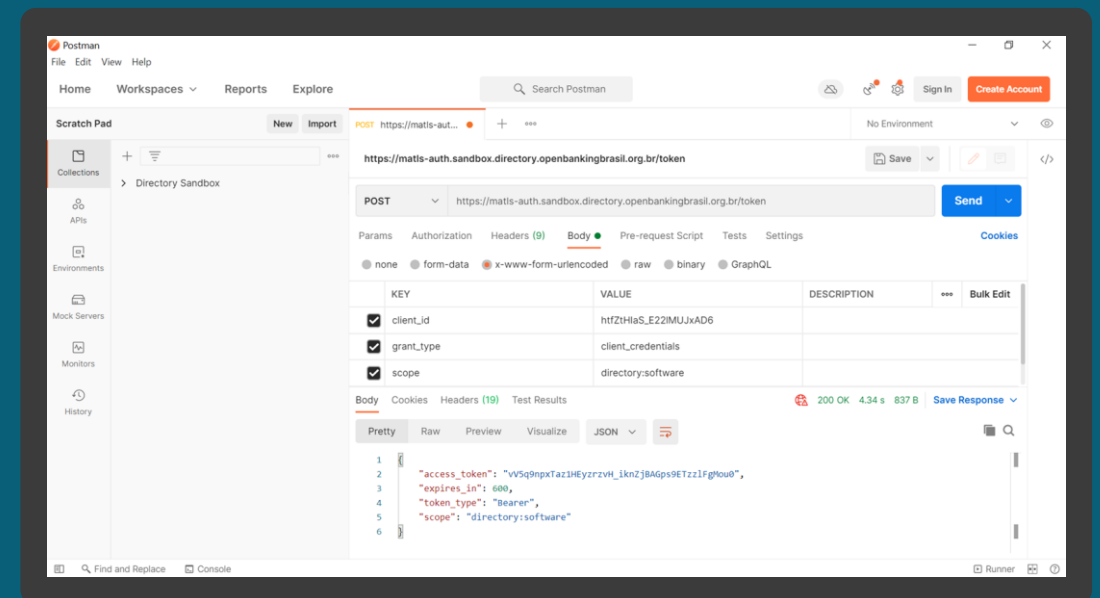 Postman
File Edit View Help
Home Workspaces Reports Explore
Search Postman
Sign In Create Account
Scratch Pad
New Import
POST https://matls-aut...
No Environment
https://matls-auth.sandbox.directory.openbankingbrasil.org.br/token
Save
Collections
Directory Sandbox
APIs
Environments
Mock Servers
Monitors
History
POST https://matls-auth.sandbox.directory.openbankingbrasil.org.br/token
Send
Params Authorization Headers (9) Body Pre-request Script Tests Settings Cookies
none form-data x-www-form-urlencoded raw binary GraphQL
KEY VALUE DESCRIPTION Bulk Edit
client_id htfZtHIaS_E22IMUJxAD6
grant_type client_credentials
scope directory:software
Body Cookies Headers (19) Test Results 200 OK 4.34 s 837 B Save Response
Pretty Raw Preview Visualize JSON
1 {
2 "access_token": "vV5q9npxTaz1HEyzrzvH_iknZjBAGps9ETzzlFgMou0",
3 "expires_in": 600,
4 "token_type": "Bearer",
5 "scope": "directory:software"
6 }
Find and Replace Console
Runner